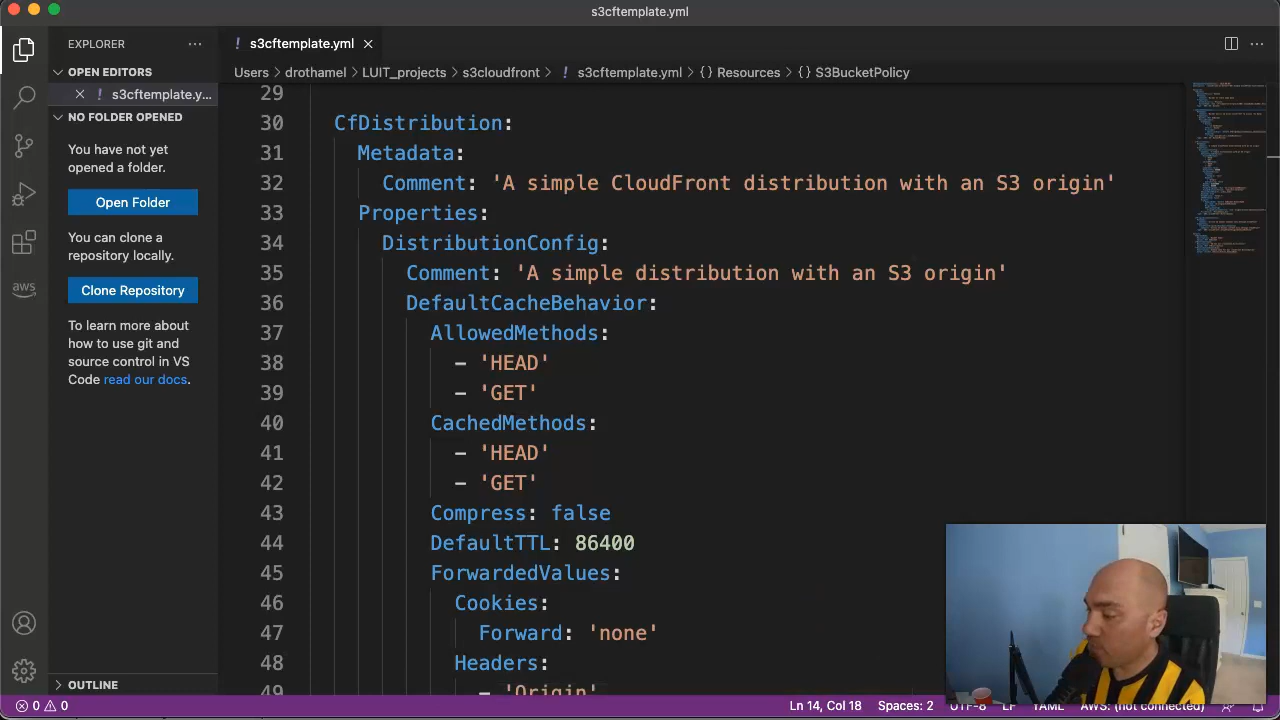 s3cftemplate.yml
EXPLORER
OPEN EDITORS
s3cftemplate.y...
NO FOLDER OPENED
You have not yet
opened a folder.
Open Folder
You can clone a
repository locally.
Clone Repository
To learn more about
how to use git and
source control in VS
Code read our docs.
OUTLINE
aws
! s3cftemplate.yml
Users > drothamel > LUIT_projects > s3cloudfront > ! s3cftemplate.yml > {} Resources > {} S3BucketPolicy
29
30 CfDistribution:
31 Metadata:
32 Comment: 'A simple CloudFront distribution with an S3 origin'
33 Properties:
34 DistributionConfig:
35 Comment: 'A simple distribution with an S3 origin'
36 DefaultCacheBehavior:
37 AllowedMethods:
38 - 'HEAD'
39 - 'GET'
40 CachedMethods:
41 - 'HEAD'
42 - 'GET'
43 Compress: false
44 DefaultTTL: 86400
45 ForwardedValues:
46 Cookies:
47 Forward: 'none'
48 Headers:
49 - 'Origin'
0 0
Ln 14, Col 18 Spaces: 2 UTF-8 LF YAML AWS: (not connected)